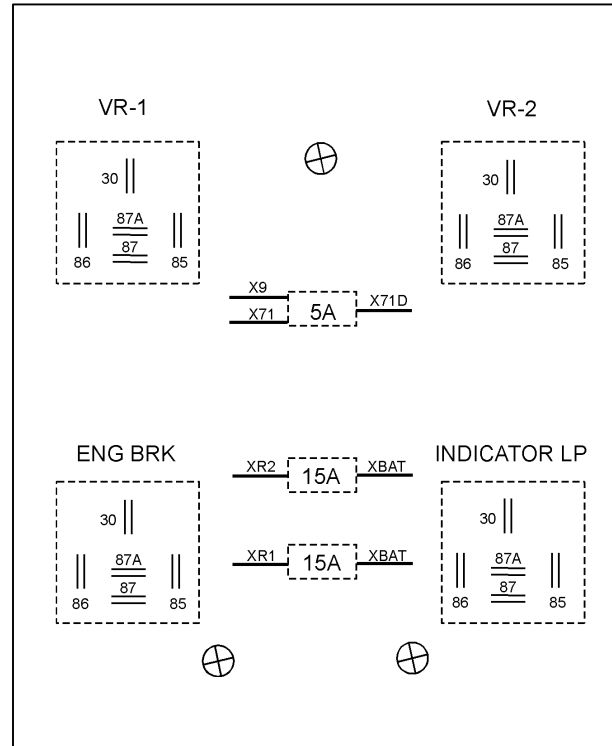 VR-1
VR-2
30
30
87A
87A
87
87
86
85
86
85
X9
X71
5A
X71D
ENG BRK
INDICATOR LP
XR2
15A
XBAT
30
30
XR1
15A
XBAT
87A
87A
87
87
86
85
86
85